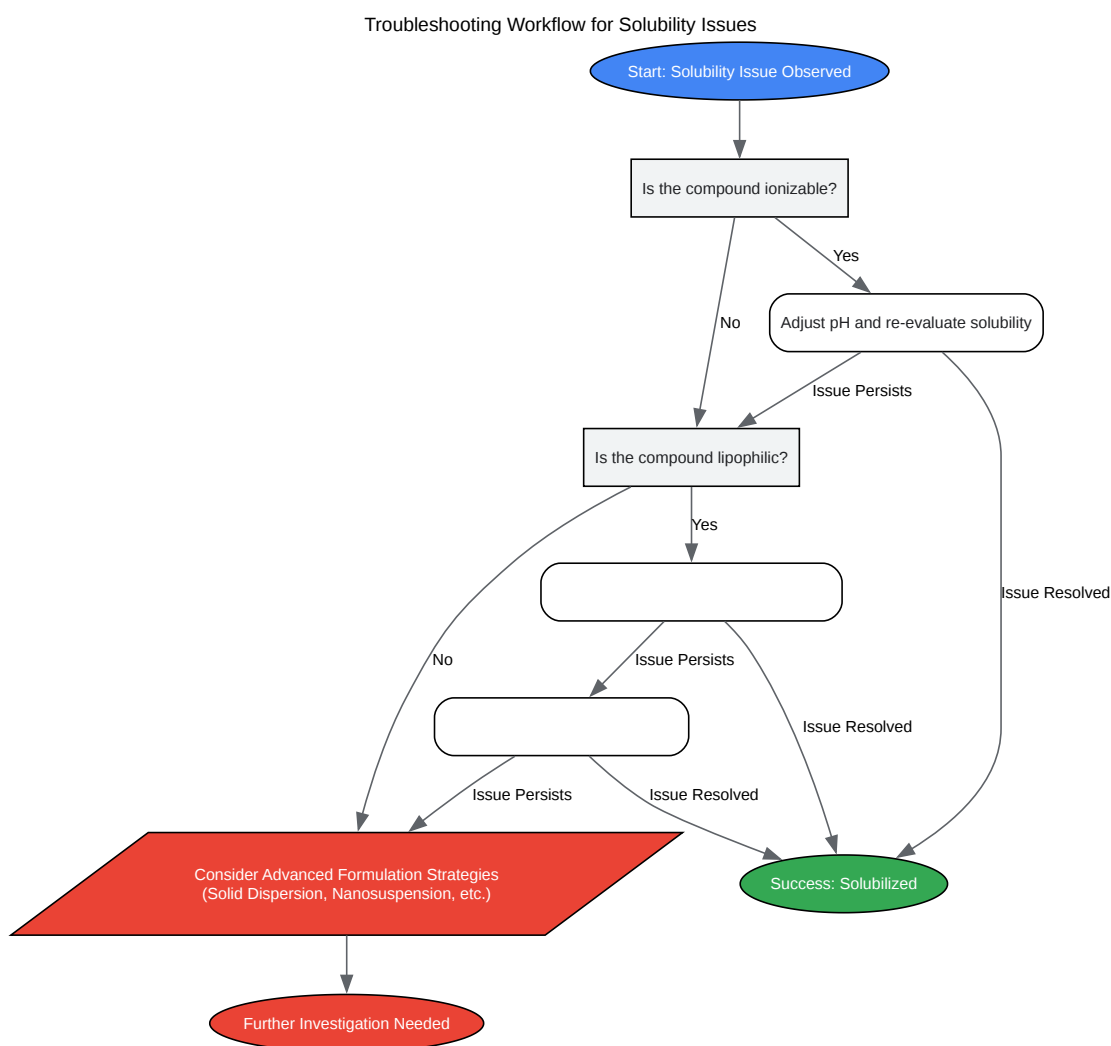 Troubleshooting Workflow for Solubility Issues
Start: Solubility Issue Observed
Is the compound ionizable?
Yes
No
Adjust pH and re-evaluate solubility
Issue Persists
Is the compound lipophilic?
Yes
Issue Resolved
No
Issue Persists
Issue Resolved
Issue Persists
Issue Resolved
Consider Advanced Formulation Strategies
(Solid Dispersion, Nanosuspension, etc.)
Success: Solubilized
Further Investigation Needed